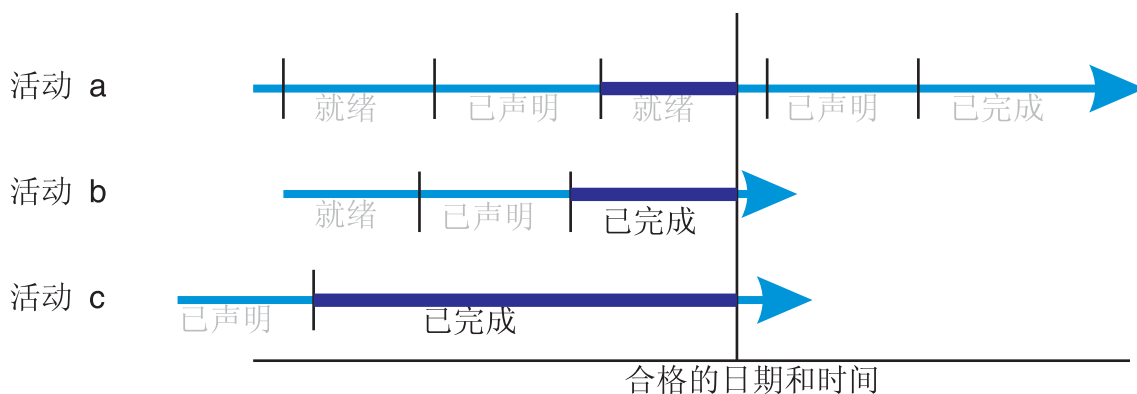 活动 a
就绪 已声明 就绪 已声明 已完成
活动 b
就绪 已声明 已完成
活动 c
已声明 已完成
合格的日期和时间